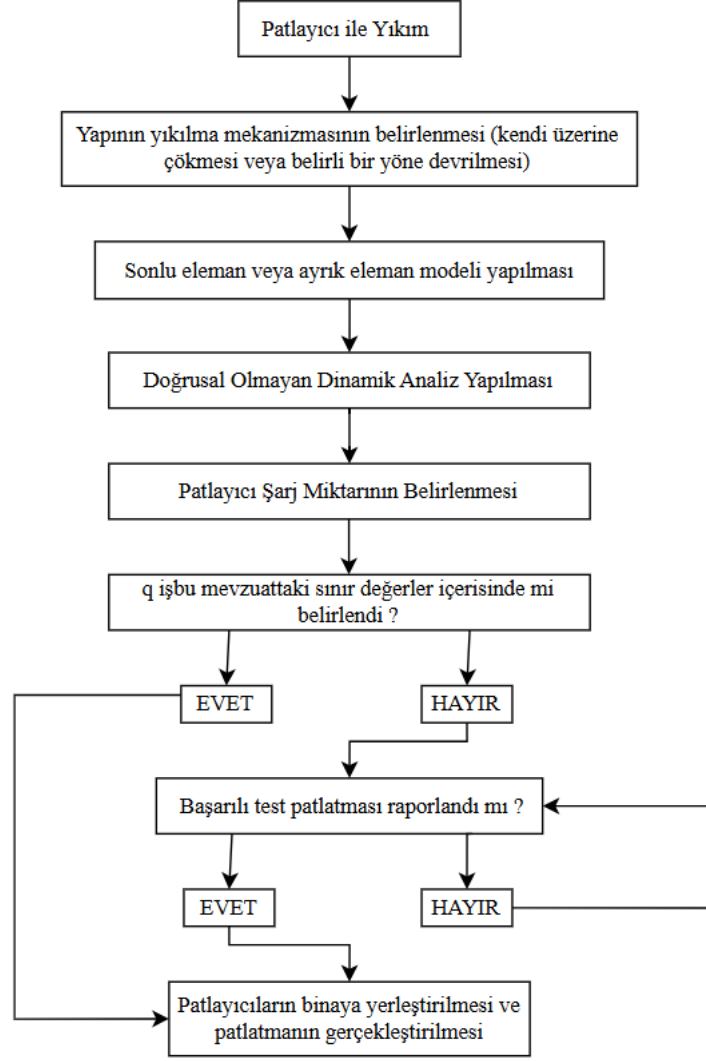 Patlayıcı ile Yıkım
Yapının yıkılma mekanizmasının belirlenmesi (kendi üzerine
çökmesi veya belirli bir yöne devrilmesi)
Sonlu eleman veya ayrık eleman modeli yapılması
Doğrusal Olmayan Dinamik Analiz Yapılması
Patlayıcı Şarj Miktarının Belirlenmesi
q işbu mevzuattaki sınır değerler içerisinde mi
belirlendi ?
EVET
HAYIR
Başarılı test patlatması raporlandı mı ?
EVET
HAYIR
Patlayıcıların binaya yerleştirilmesi ve
patlatmanın gerçekleştirilmesi